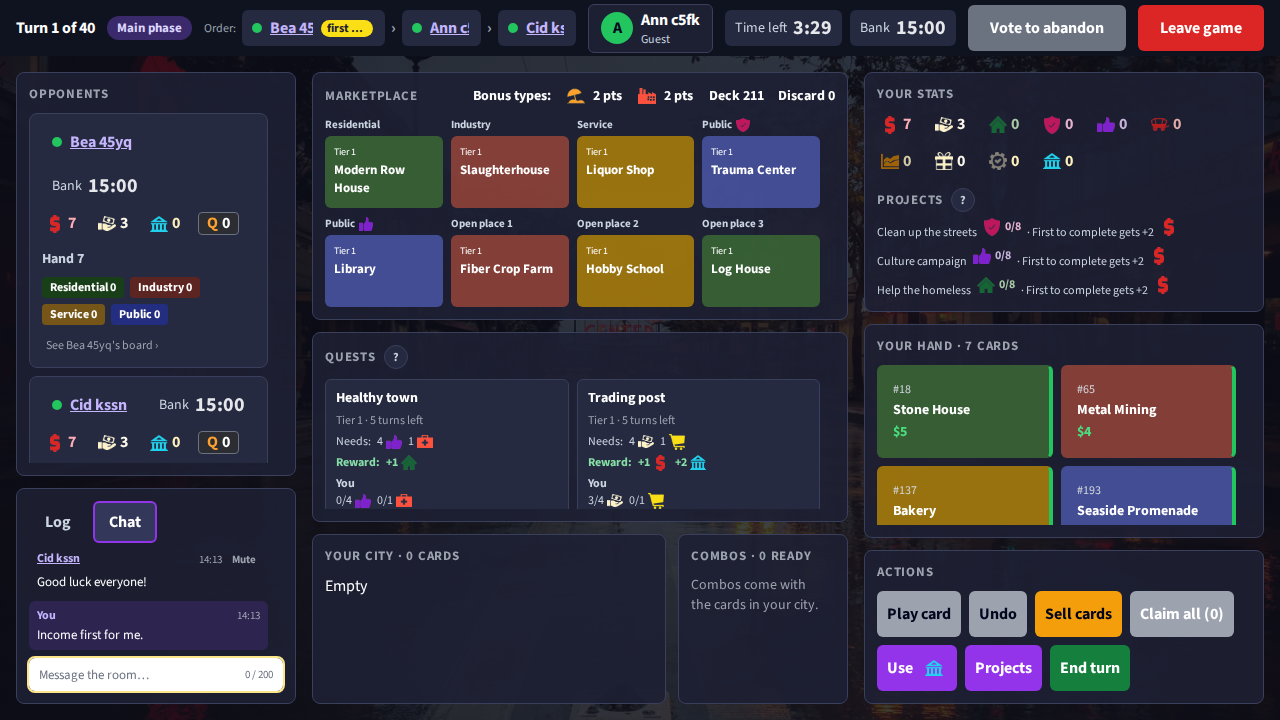 Turn 1 of 40
Main phase
Order:
Bea 45
first ...
›
Ann c
›
Cid ks
A
Ann c5fk
Guest
Time left 3:29
Bank 15:00
Vote to abandon
Leave game
OPPONENTS
Bea 45yq
Bank 15:00
7 3 0 Q 0
Hand 7
Residential 0 Industry 0
Service 0 Public 0
See Bea 45yq's board ›
Cid kssn Bank 15:00
7 3 0 Q 0
Log Chat
Cid kssn 14:13 Mute
Good luck everyone!
You 14:13
Income first for me.
Message the room… 0 / 200
MARKETPLACE Bonus types: 2 pts 2 pts Deck 211 Discard 0
Residential Industry Service Public
Tier 1 Tier 1 Tier 1 Tier 1
Modern Row House Slaughterhouse Liquor Shop Trauma Center
Public Open place 1 Open place 2 Open place 3
Tier 1 Tier 1 Tier 1 Tier 1
Library Fiber Crop Farm Hobby School Log House
QUESTS ?
Healthy town
Tier 1 · 5 turns left
Needs: 4 1
Reward: +1
You
0/4 0/1
Trading post
Tier 1 · 5 turns left
Needs: 4 1
Reward: +1 +2
You
3/4 0/1
YOUR CITY · 0 CARDS
Empty
COMBOS · 0 READY
Combos come with
the cards in your city.
YOUR STATS
7 3 0 0 0 0
0 0 0 0
PROJECTS ?
Clean up the streets 0/8 · First to complete gets +2
Culture campaign 0/8 · First to complete gets +2
Help the homeless 0/8 · First to complete gets +2
YOUR HAND · 7 CARDS
#18
Stone House
$5
#65
Metal Mining
$4
#137
Bakery
#193
Seaside Promenade
ACTIONS
Play card Undo Sell cards Claim all (0)
Use Projects End turn